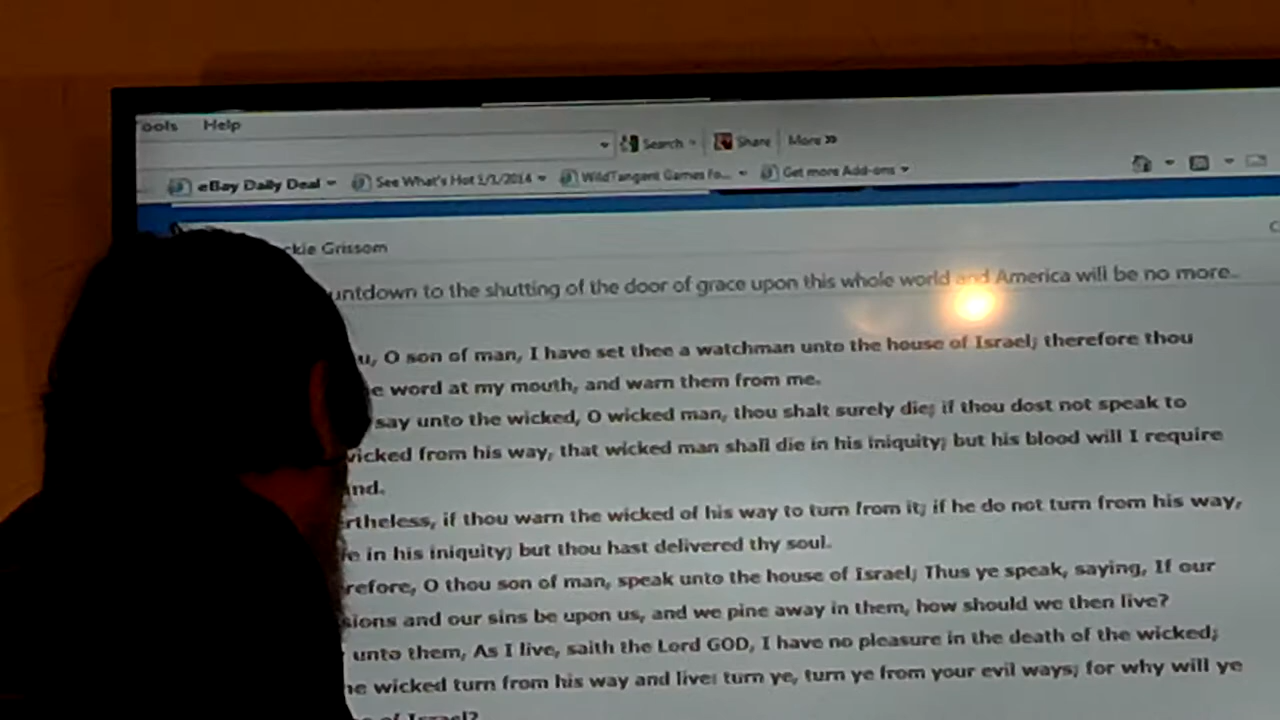 ools Help
Search Share More »
eBay Daily Deal See What's Hot 1/1/2014 WildTangent Games Fo... Get more Add-ons
ckie Grissom
untdown to the shutting of the door of grace upon this whole world and America will be no more..
u, O son of man, I have set thee a watchman unto the house of Israel; therefore thou
e word at my mouth, and warn them from me.
say unto the wicked, O wicked man, thou shalt surely die; if thou dost not speak to
wicked from his way, that wicked man shall die in his iniquity; but his blood will I require
and.
rtheless, if thou warn the wicked of his way to turn from it; if he do not turn from his way,
e in his iniquity; but thou hast delivered thy soul.
refore, O thou son of man, speak unto the house of Israel; Thus ye speak, saying, If our
sions and our sins be upon us, and we pine away in them, how should we then live?
unto them, As I live, saith the Lord GOD, I have no pleasure in the death of the wicked;
he wicked turn from his way and live: turn ye, turn ye from your evil ways; for why will ye
of Israel?